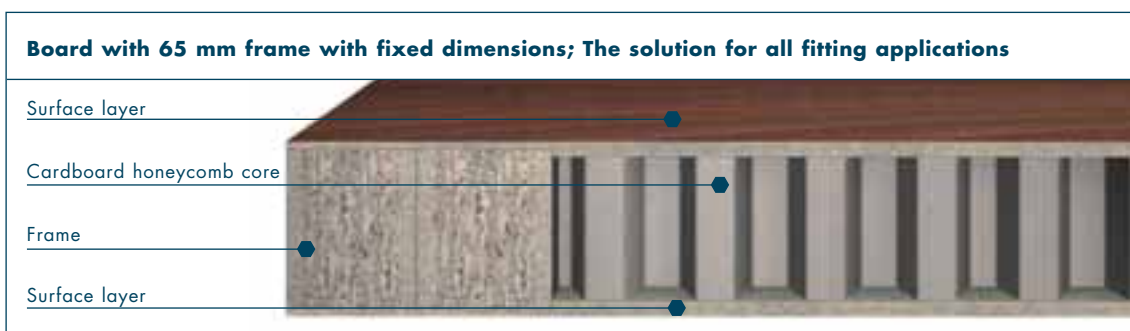 Board with 65 mm frame with fixed dimensions; The solution for all fitting applications
Surface layer
Cardboard honeycomb core
Frame
Surface layer